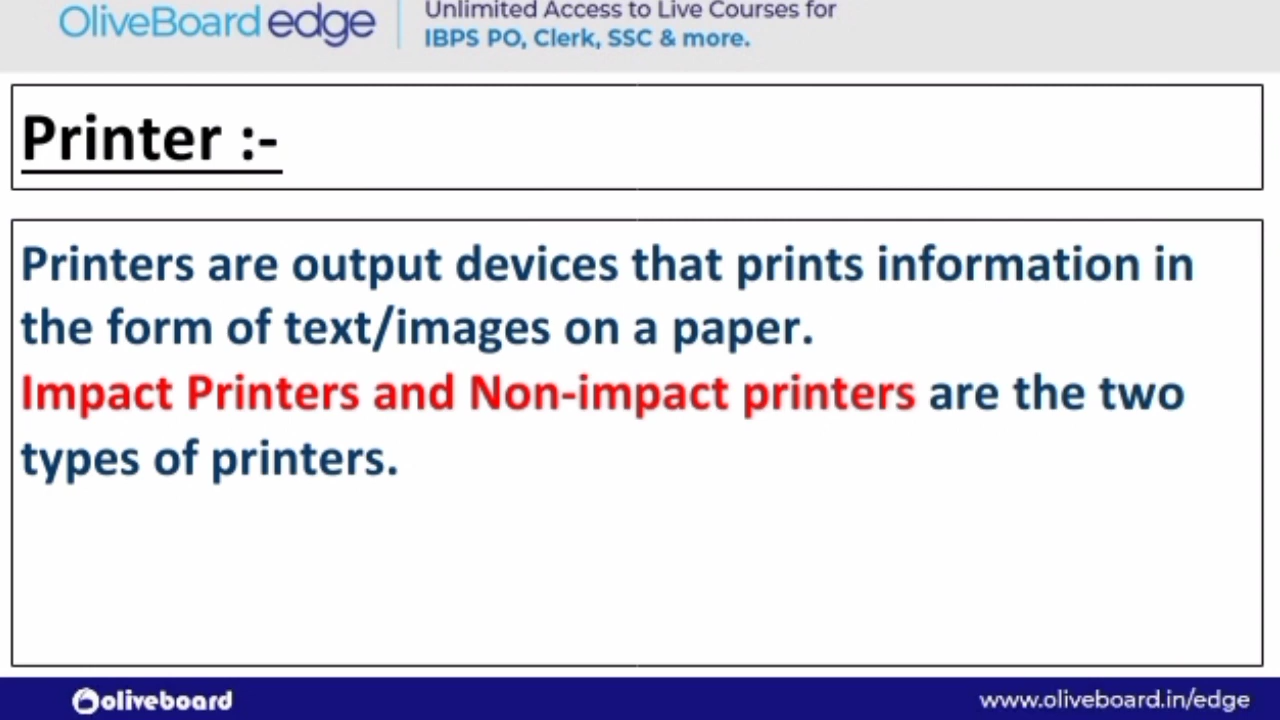 OliveBoard edge
Unlimited Access to Live Courses for
IBPS PO, Clerk, SSC & more.
Printer :-
Printers are output devices that prints information in
the form of text/images on a paper.
Impact Printers and Non-impact printers are the two
types of printers.
oliveboard
www.oliveboard.in/edge